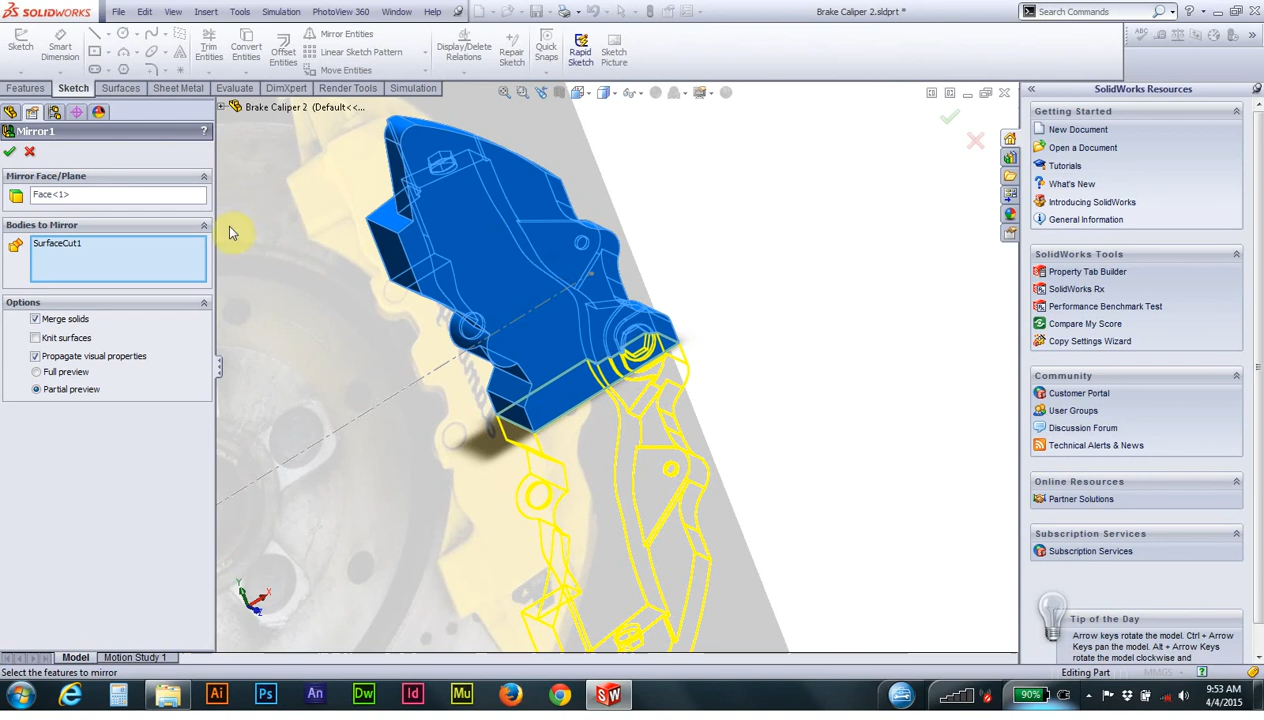 SOLIDWORKS File Edit View Insert Tools Simulation PhotoView 360 Window Help Brake Caliper 2.sldprt * Search Commands ?
Sketch Smart Dimension Trim Entities Convert Entities Offset Entities Mirror Entities Linear Sketch Pattern Move Entities Display/Delete Relations Repair Sketch Quick Snaps Rapid Sketch Sketch Picture
Features Sketch Surfaces Sheet Metal Evaluate DimXpert Render Tools Simulation
SolidWorks Resources
Brake Caliper 2 (Default<<...
Mirror1 ?
Mirror Face/Plane
Face<1>
Bodies to Mirror
SurfaceCut1
Options
Merge solids
Knit surfaces
Propagate visual properties
Full preview
Partial preview
Getting Started
New Document
Open a Document
Tutorials
What's New
Introducing SolidWorks
General Information
SolidWorks Tools
Property Tab Builder
SolidWorks Rx
Performance Benchmark Test
Compare My Score
Copy Settings Wizard
Community
Customer Portal
User Groups
Discussion Forum
Technical Alerts & News
Online Resources
Partner Solutions
Subscription Services
Subscription Services
Tip of the Day
Arrow keys rotate the model. Ctrl + Arrow
Keys pan the model. Alt + Arrow Keys
rotate the model clockwise and
Y X Z
Model Motion Study 1
Select the features to mirror Editing Part MMGS ?
Ai Ps An Dw Id Mu SW 90% 9:53 AM
4/4/2015